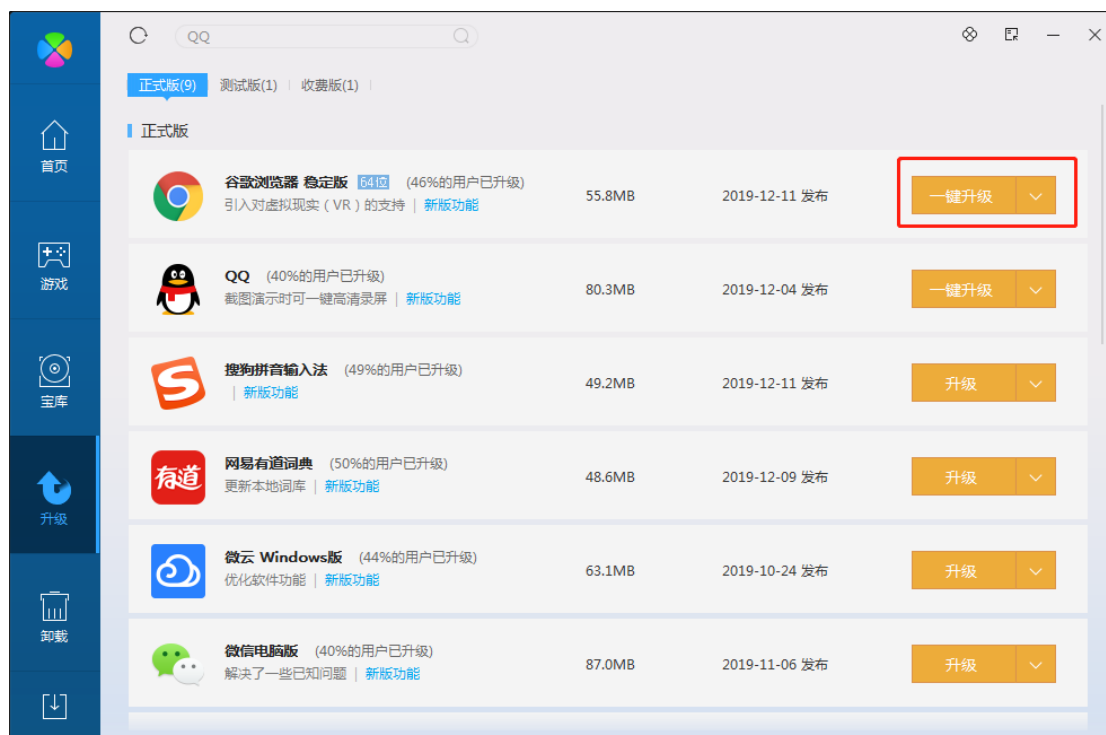 QQ
正式版(9) 测试版(1) 收费版(1)
正式版
首页
游戏
宝库
升级
卸载
谷歌浏览器 稳定版 64位 (46%的用户已升级)
引入对虚拟现实(VR)的支持 | 新版功能
55.8MB
2019-12-11 发布
一键升级
QQ (40%的用户已升级)
截图演示时可一键高清录屏 | 新版功能
80.3MB
2019-12-04 发布
一键升级
搜狗拼音输入法 (49%的用户已升级)
| 新版功能
49.2MB
2019-12-11 发布
升级
有道
网易有道词典 (50%的用户已升级)
更新本地词库 | 新版功能
48.6MB
2019-12-09 发布
升级
微云 Windows版 (44%的用户已升级)
优化软件功能 | 新版功能
63.1MB
2019-10-24 发布
升级
微信电脑版 (40%的用户已升级)
解决了一些已知问题 | 新版功能
87.0MB
2019-11-06 发布
升级